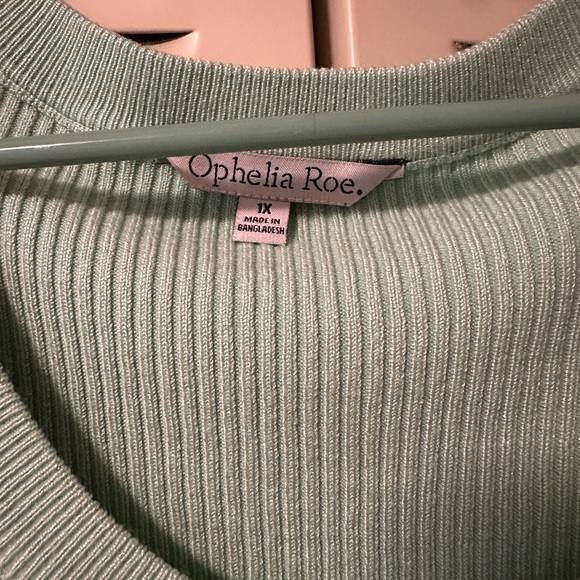 Ophelia Roe.
1X
MADE IN
BANGLADESH